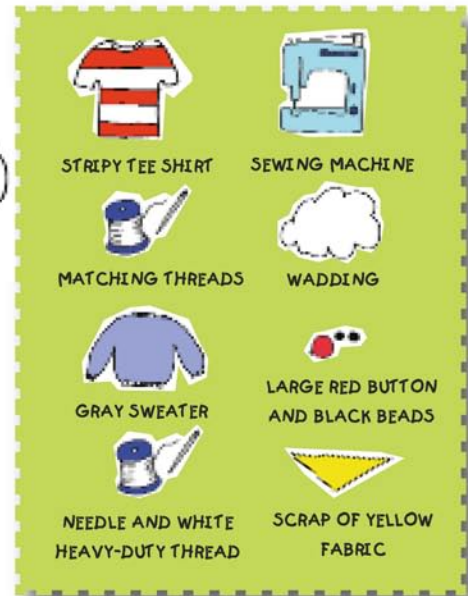 STRIPY TEE SHIRT
SEWING MACHINE
MATCHING THREADS
WADDING
GRAY SWEATER
LARGE RED BUTTON
AND BLACK BEADS
NEEDLE AND WHITE
HEAVY-DUTY THREAD
SCRAP OF YELLOW
FABRIC